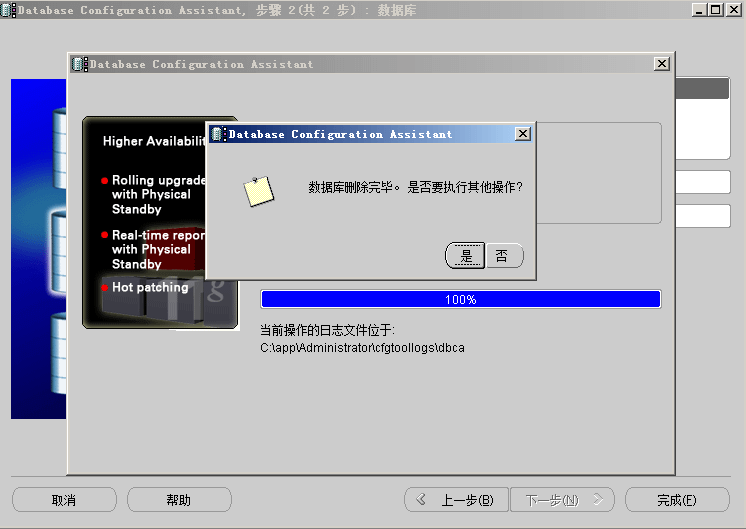 Database Configuration Assistant, 步骤 2(共 2 步) : 数据库
Database Configuration Assistant
Database Configuration Assistant
Higher Availabilit
Rolling upgrade
with Physical
Standby
Real-time repor
with Physical
Standby
Hot patching
11g
数据库删除完毕。是否要执行其他操作?
是
否
100%
当前操作的日志文件位于:
C:\app\Administrator\cfgtoollogs\dbca
取消
帮助
上一步(B)
下一步(N)
完成(F)